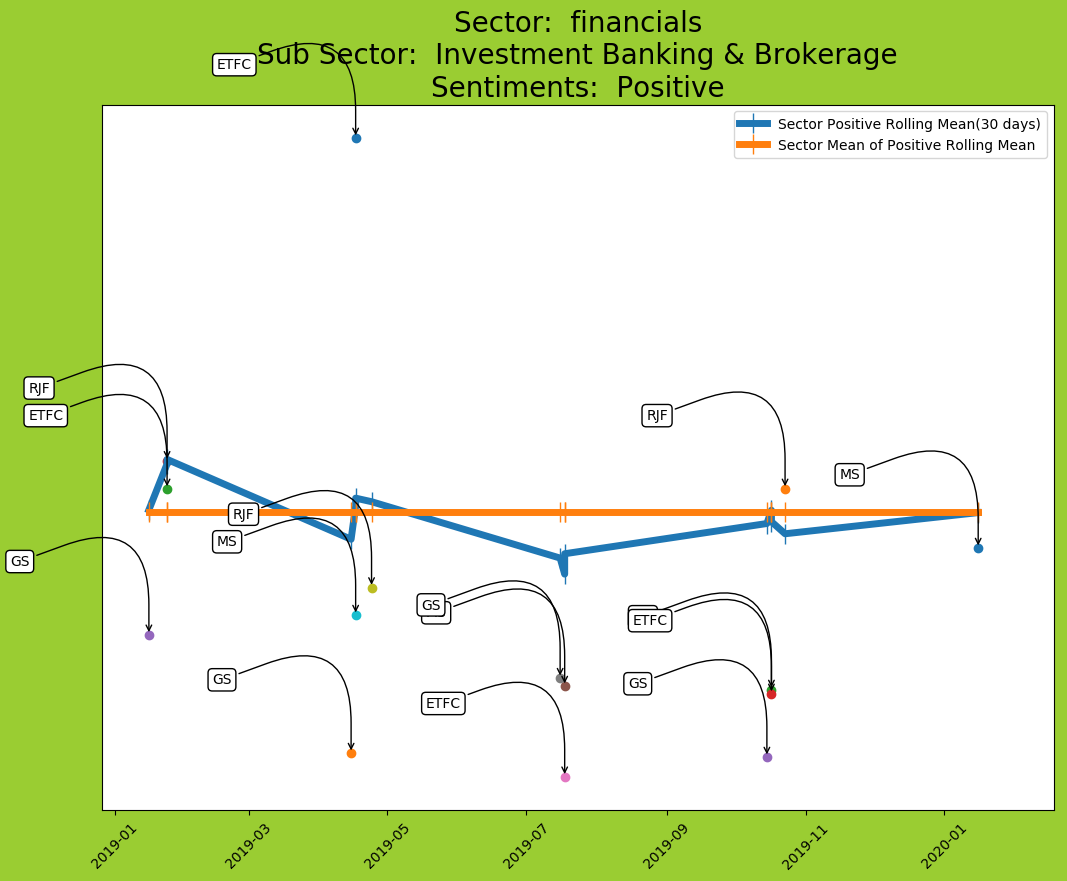 Sector:  financials
Sub Sector:  Investment Banking & Brokerage
Sentiments:  Positive
ETFC
Sector Positive Rolling Mean(30 days)
Sector Mean of Positive Rolling Mean
RJF
ETFC
RJF
MS
RJF
MS
GS
GS
ETFC
GS
GS
ETFC
2019-01
2019-03
2019-05
2019-07
2019-09
2019-11
2020-01